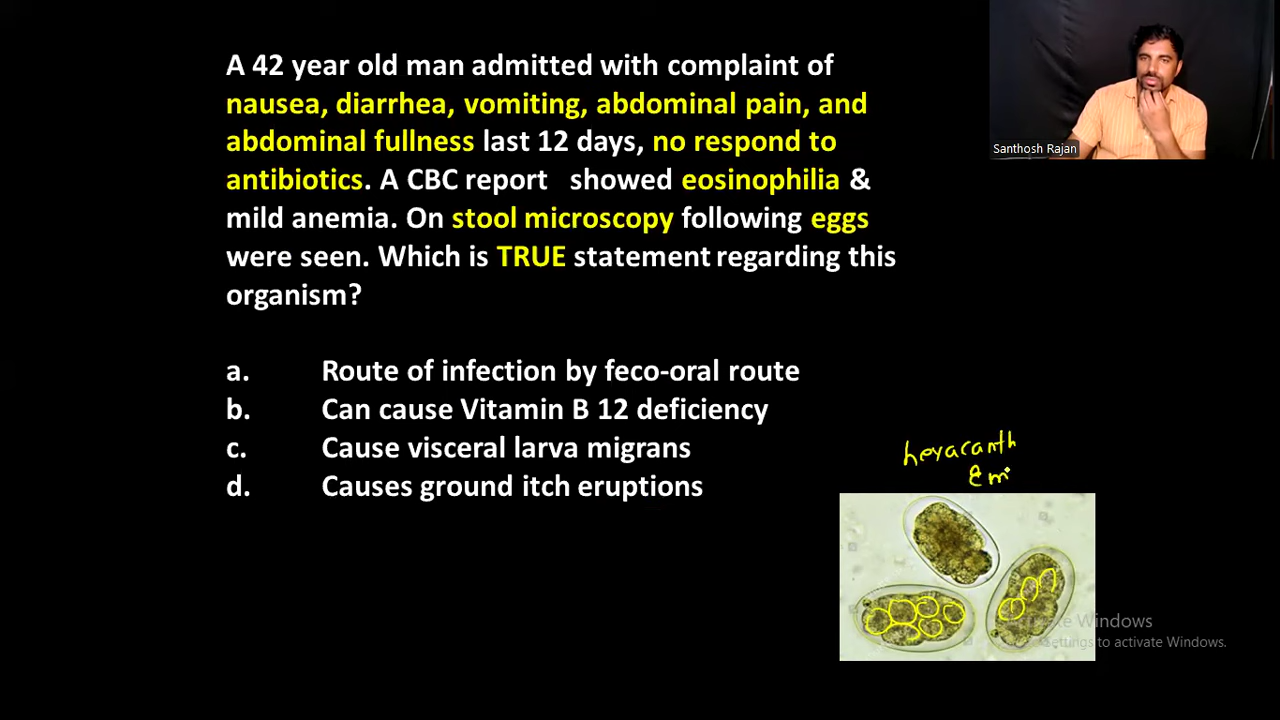 A 42 year old man admitted with complaint of
nausea, diarrhea, vomiting, abdominal pain, and
abdominal fullness last 12 days, no respond to
antibiotics. A CBC report showed eosinophilia &
mild anemia. On stool microscopy following eggs
were seen. Which is TRUE statement regarding this
organism?
a. Route of infection by feco-oral route
b. Can cause Vitamin B 12 deficiency
c. Cause visceral larva migrans
d. Causes ground itch eruptions
Santhosh Rajan
hexacanth
em
Activate Windows
Settings to activate Windows.